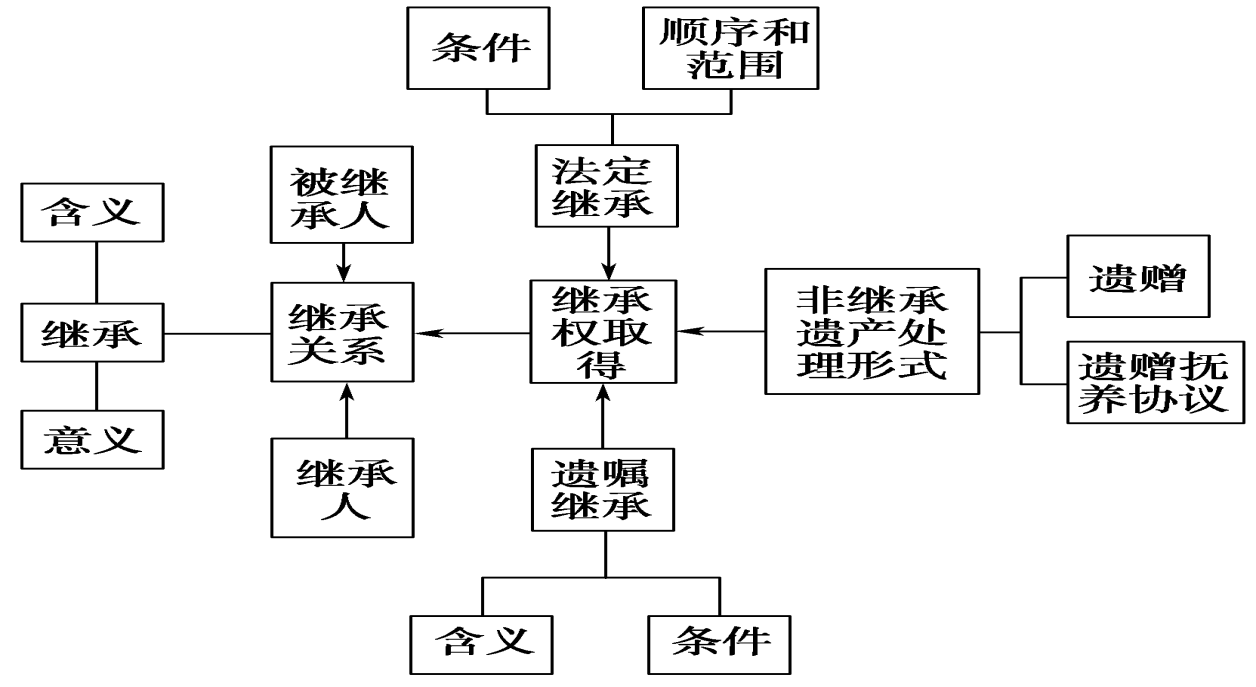 条件
顺序和
范围
法定
继承
被继
承人
含义
继承
意义
继承
关系
继承
人
继承
权取
得
非继承
遗产处
理形式
遗赠
遗赠抚
养协议
遗嘱
继承
含义
条件